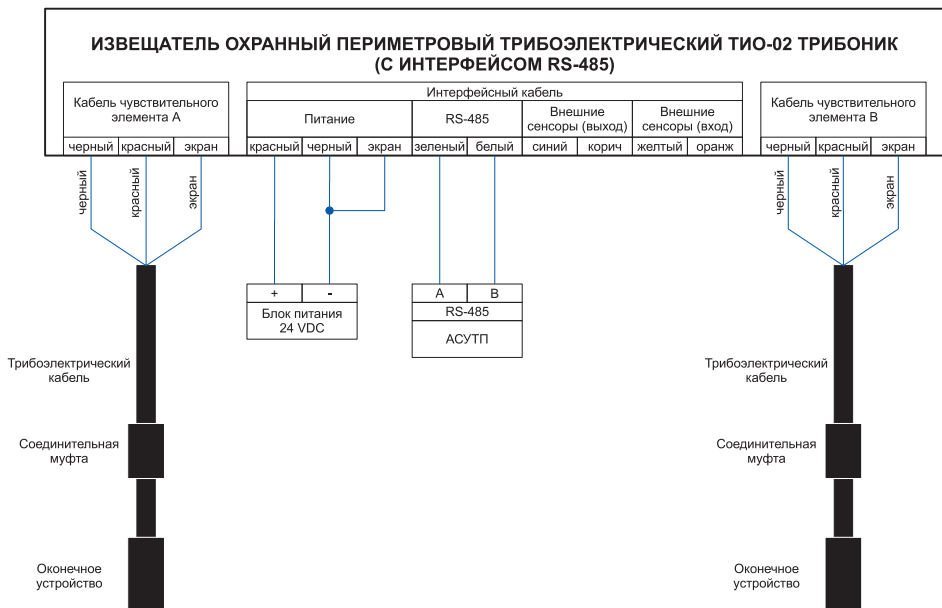 ИЗВЕЩАТЕЛЬ ОХРАННЫЙ ПЕРИМЕТРОВЫЙ ТРИБОЭЛЕКТРИЧЕСКИЙ ТИО-02 ТРИБОНИК
(С ИНТЕРФЕЙСОМ RS-485)
Кабель чувствительного
элемента А
черный красный экран
Интерфейсный кабель
Питание
красный черный экран
RS-485
зеленый белый
Внешние
сенсоры (выход)
синий корич
Внешние
сенсоры (вход)
желтый оранж
Кабель чувствительного
элемента В
черный красный экран
черный
красный
экран
черный
красный
экран
+ -
Блок питания
24 VDC
A B
RS-485
АСУТП
Трибоэлектрический
кабель
Соединительная
муфта
Оконечное
устройство
Трибоэлектрический
кабель
Соединительная
муфта
Оконечное
устройство